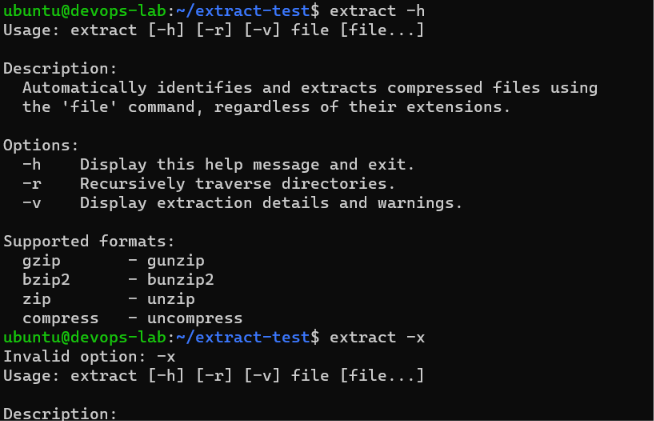 ubuntu@devops-lab:~/extract-test$ extract -h
Usage: extract [-h] [-r] [-v] file [file...]

Description:
  Automatically identifies and extracts compressed files using
  the 'file' command, regardless of their extensions.

Options:
  -h    Display this help message and exit.
  -r    Recursively traverse directories.
  -v    Display extraction details and warnings.

Supported formats:
  gzip       - gunzip
  bzip2      - bunzip2
  zip        - unzip
  compress   - uncompress
ubuntu@devops-lab:~/extract-test$ extract -x
Invalid option: -x
Usage: extract [-h] [-r] [-v] file [file...]

Description: